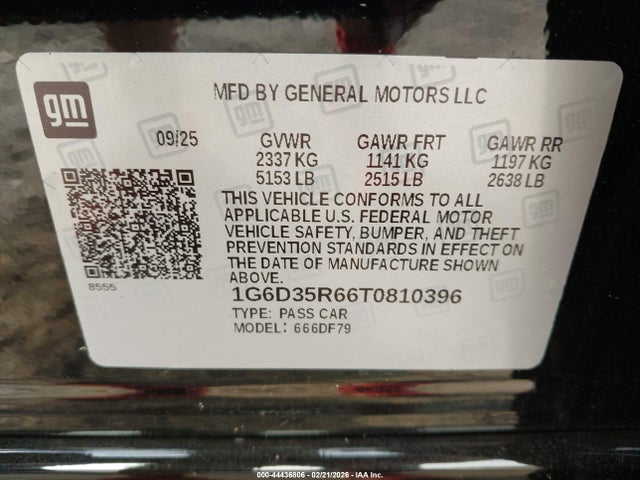 gm
MFD BY GENERAL MOTORS LLC
09/25 GVWR GAWR FRT GAWR RR
2337 KG 1141 KG 1197 KG
5153 LB 2515 LB 2638 LB
THIS VEHICLE CONFORMS TO ALL
APPLICABLE U.S. FEDERAL MOTOR
VEHICLE SAFETY, BUMPER, AND THEFT
PREVENTION STANDARDS IN EFFECT ON
THE DATE OF MANUFACTURE SHOWN
ABOVE.
8555
1G6D35R66T0810396
TYPE: PASS CAR
MODEL: 666DF79
000-44436806 - 02/21/2026 - IAA Inc.